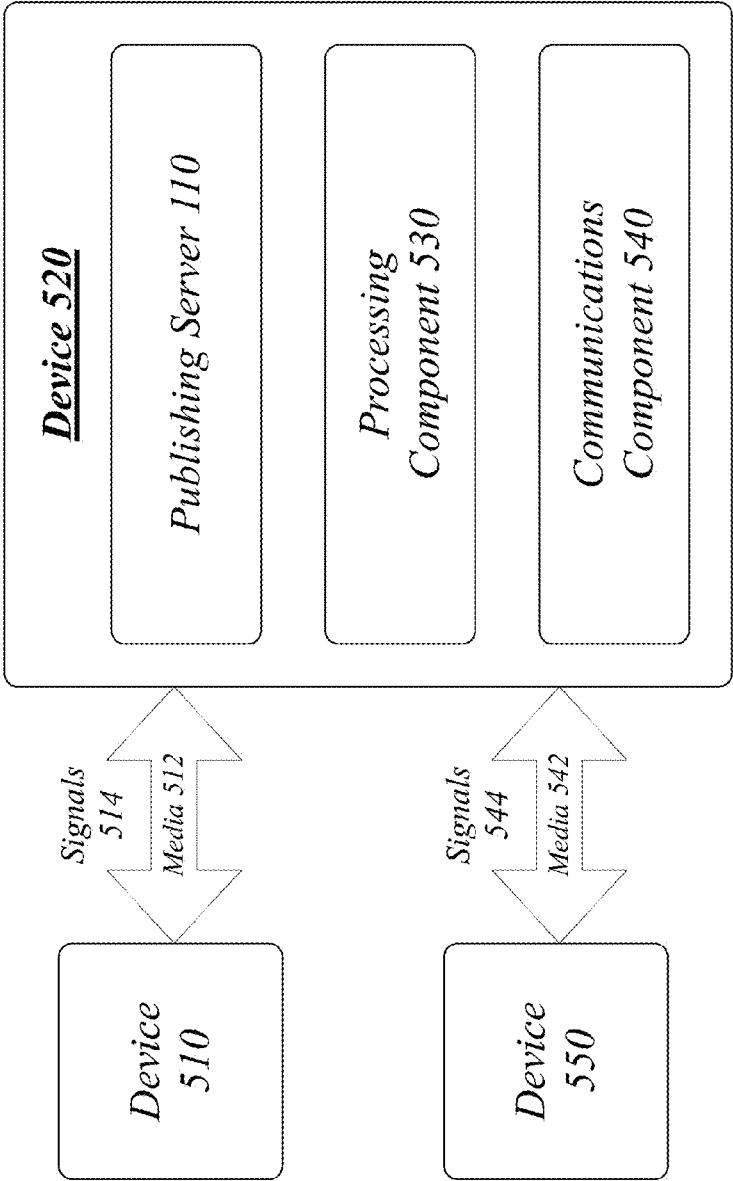 Device 520
Device
510
Signals
514
Media 512
Publishing Server 110
Processing
Component 530
Device
550
Signals
544
Media 542
Communications
Component 540